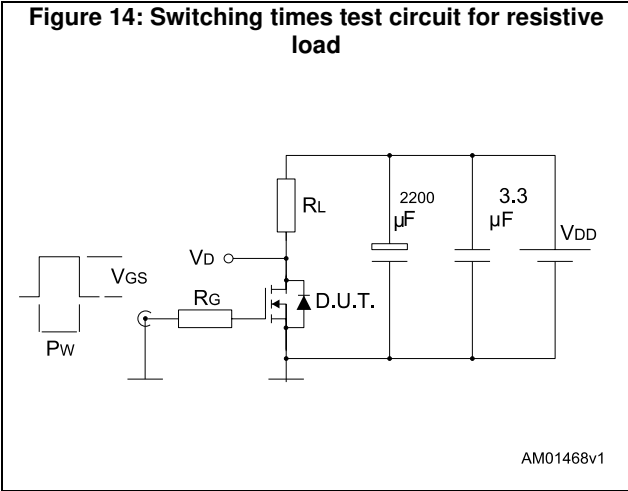 Figure 14: Switching times test circuit for resistive
load
2200
μF
3.3
μF
VDD
RL
VD
VGS
RG
D.U.T.
PW
AM01468v1